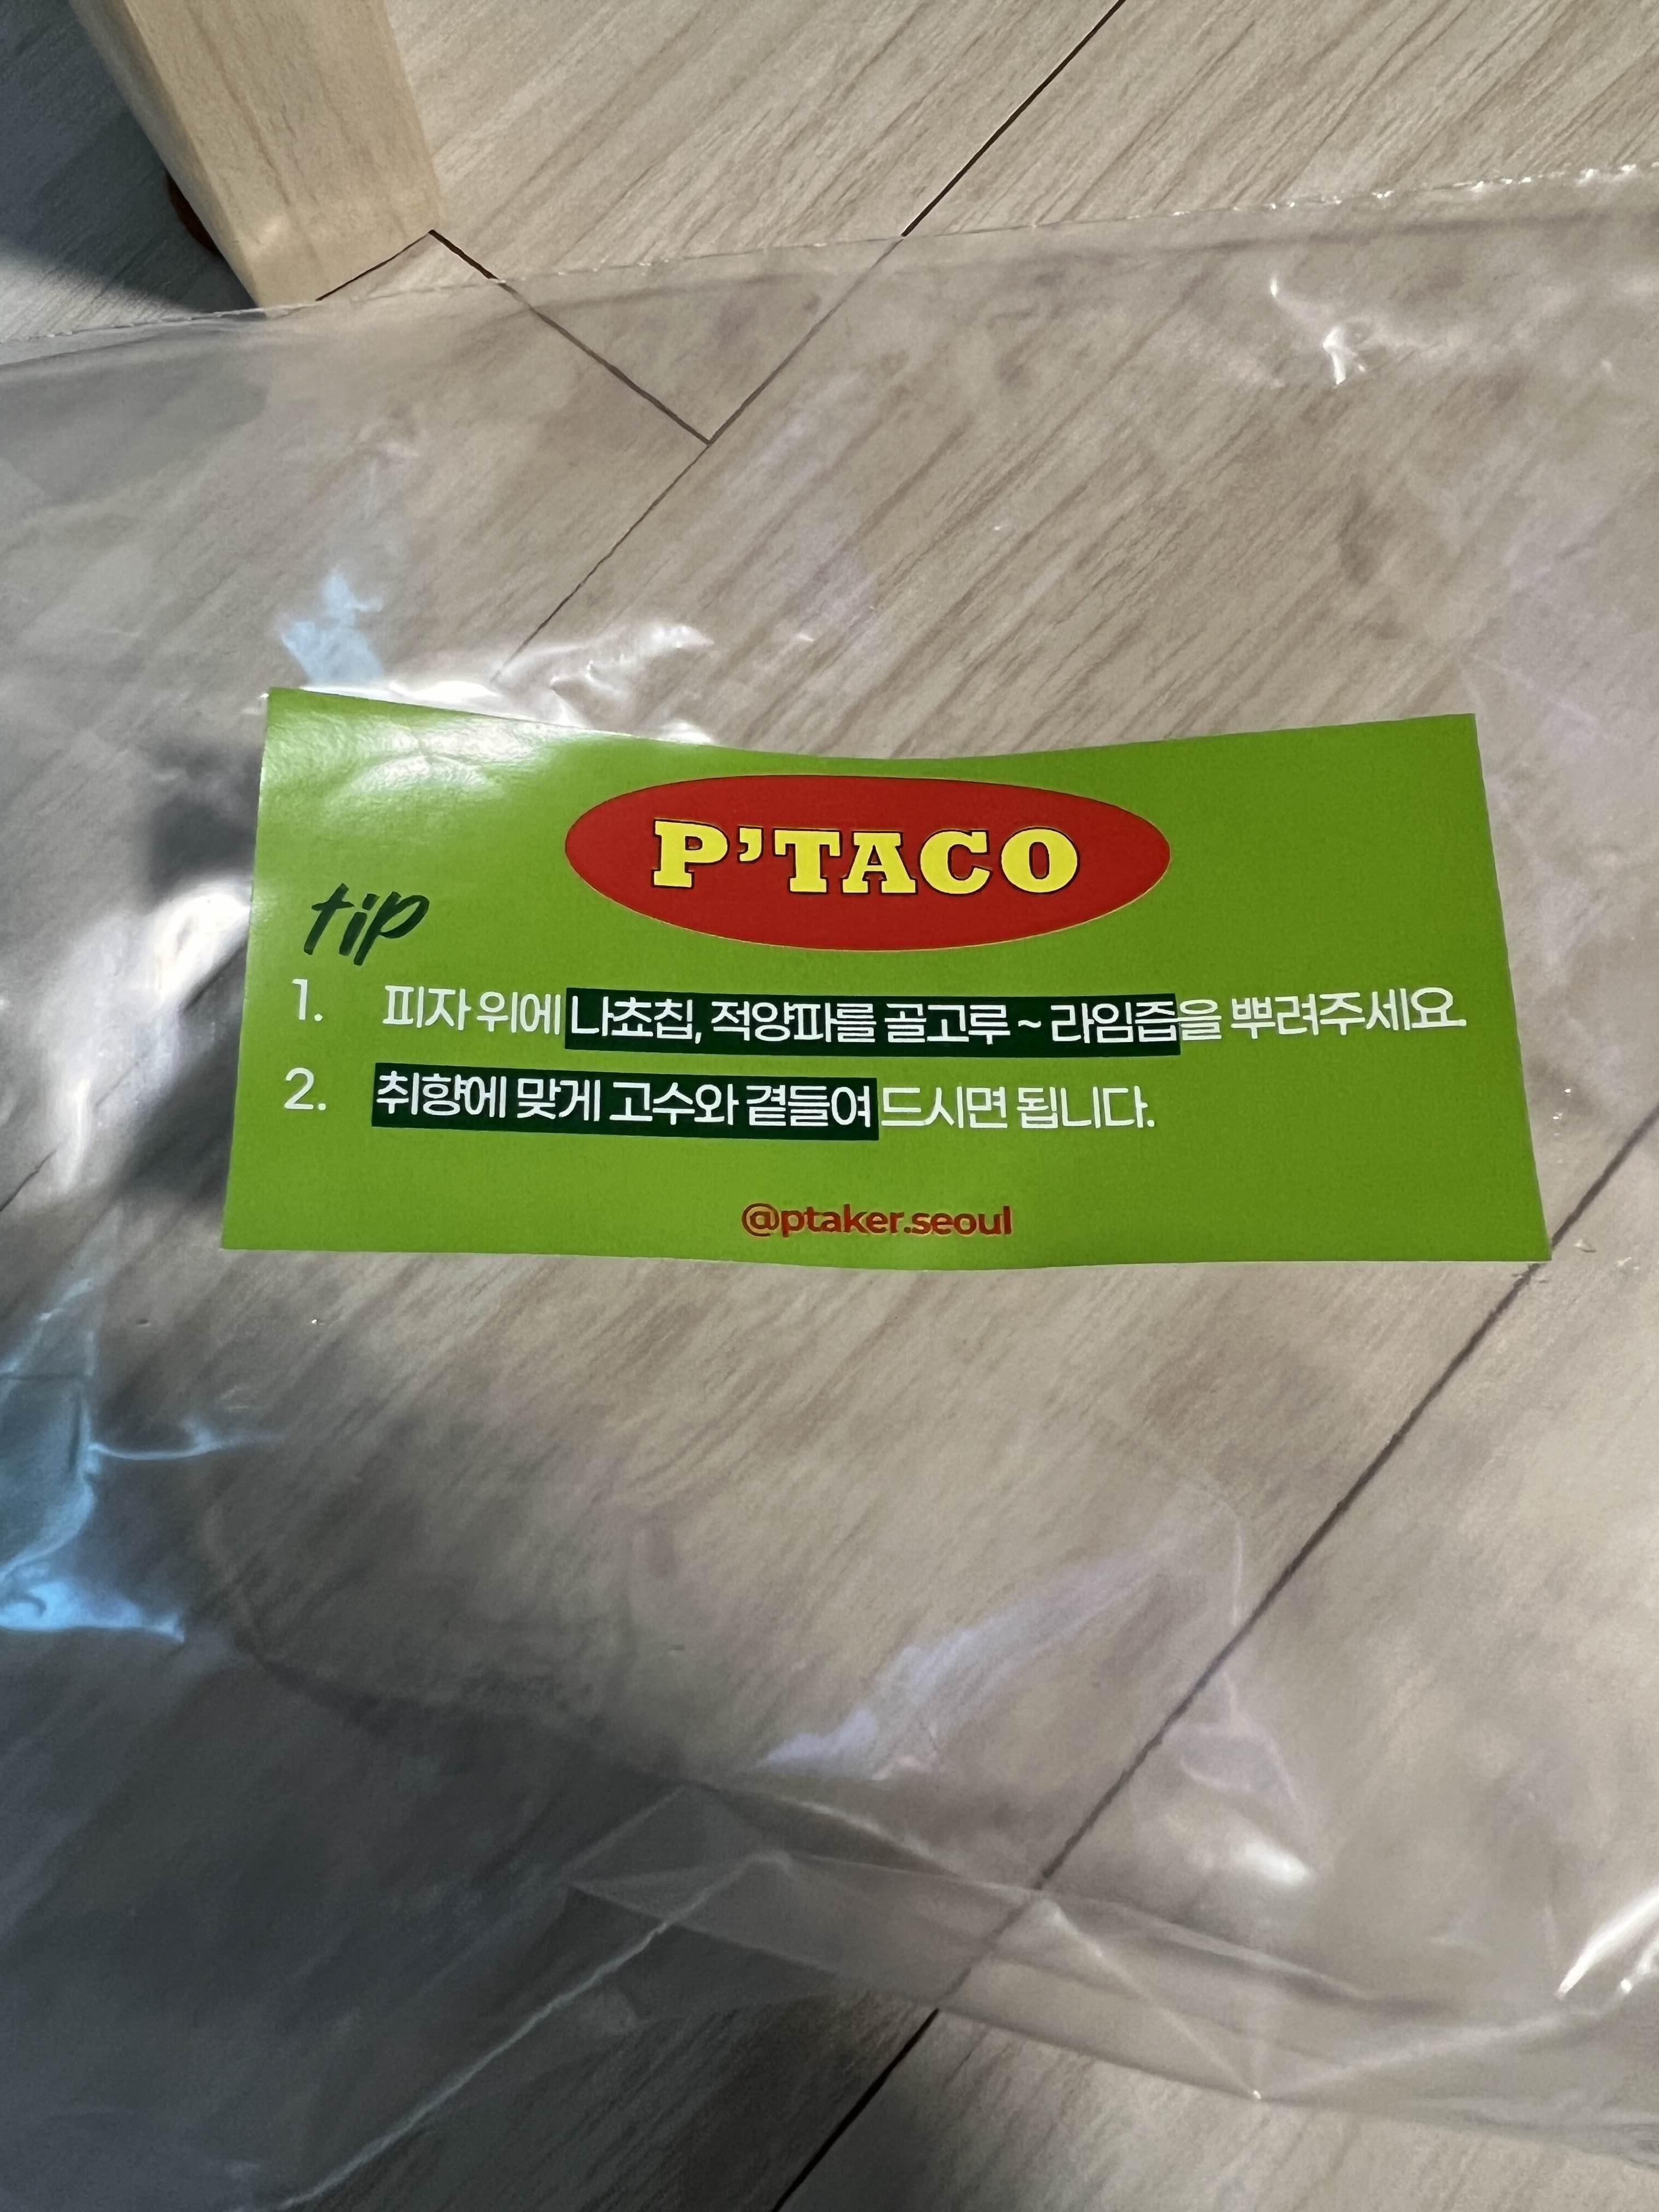 P'TACO
tip
1. 피자 위에 나쵸칩, 적양파를 골고루 ~ 라임즙을 뿌려주세요.
2. 취향에 맞게 고수와 곁들여 드시면 됩니다.
@ptaker.seoul